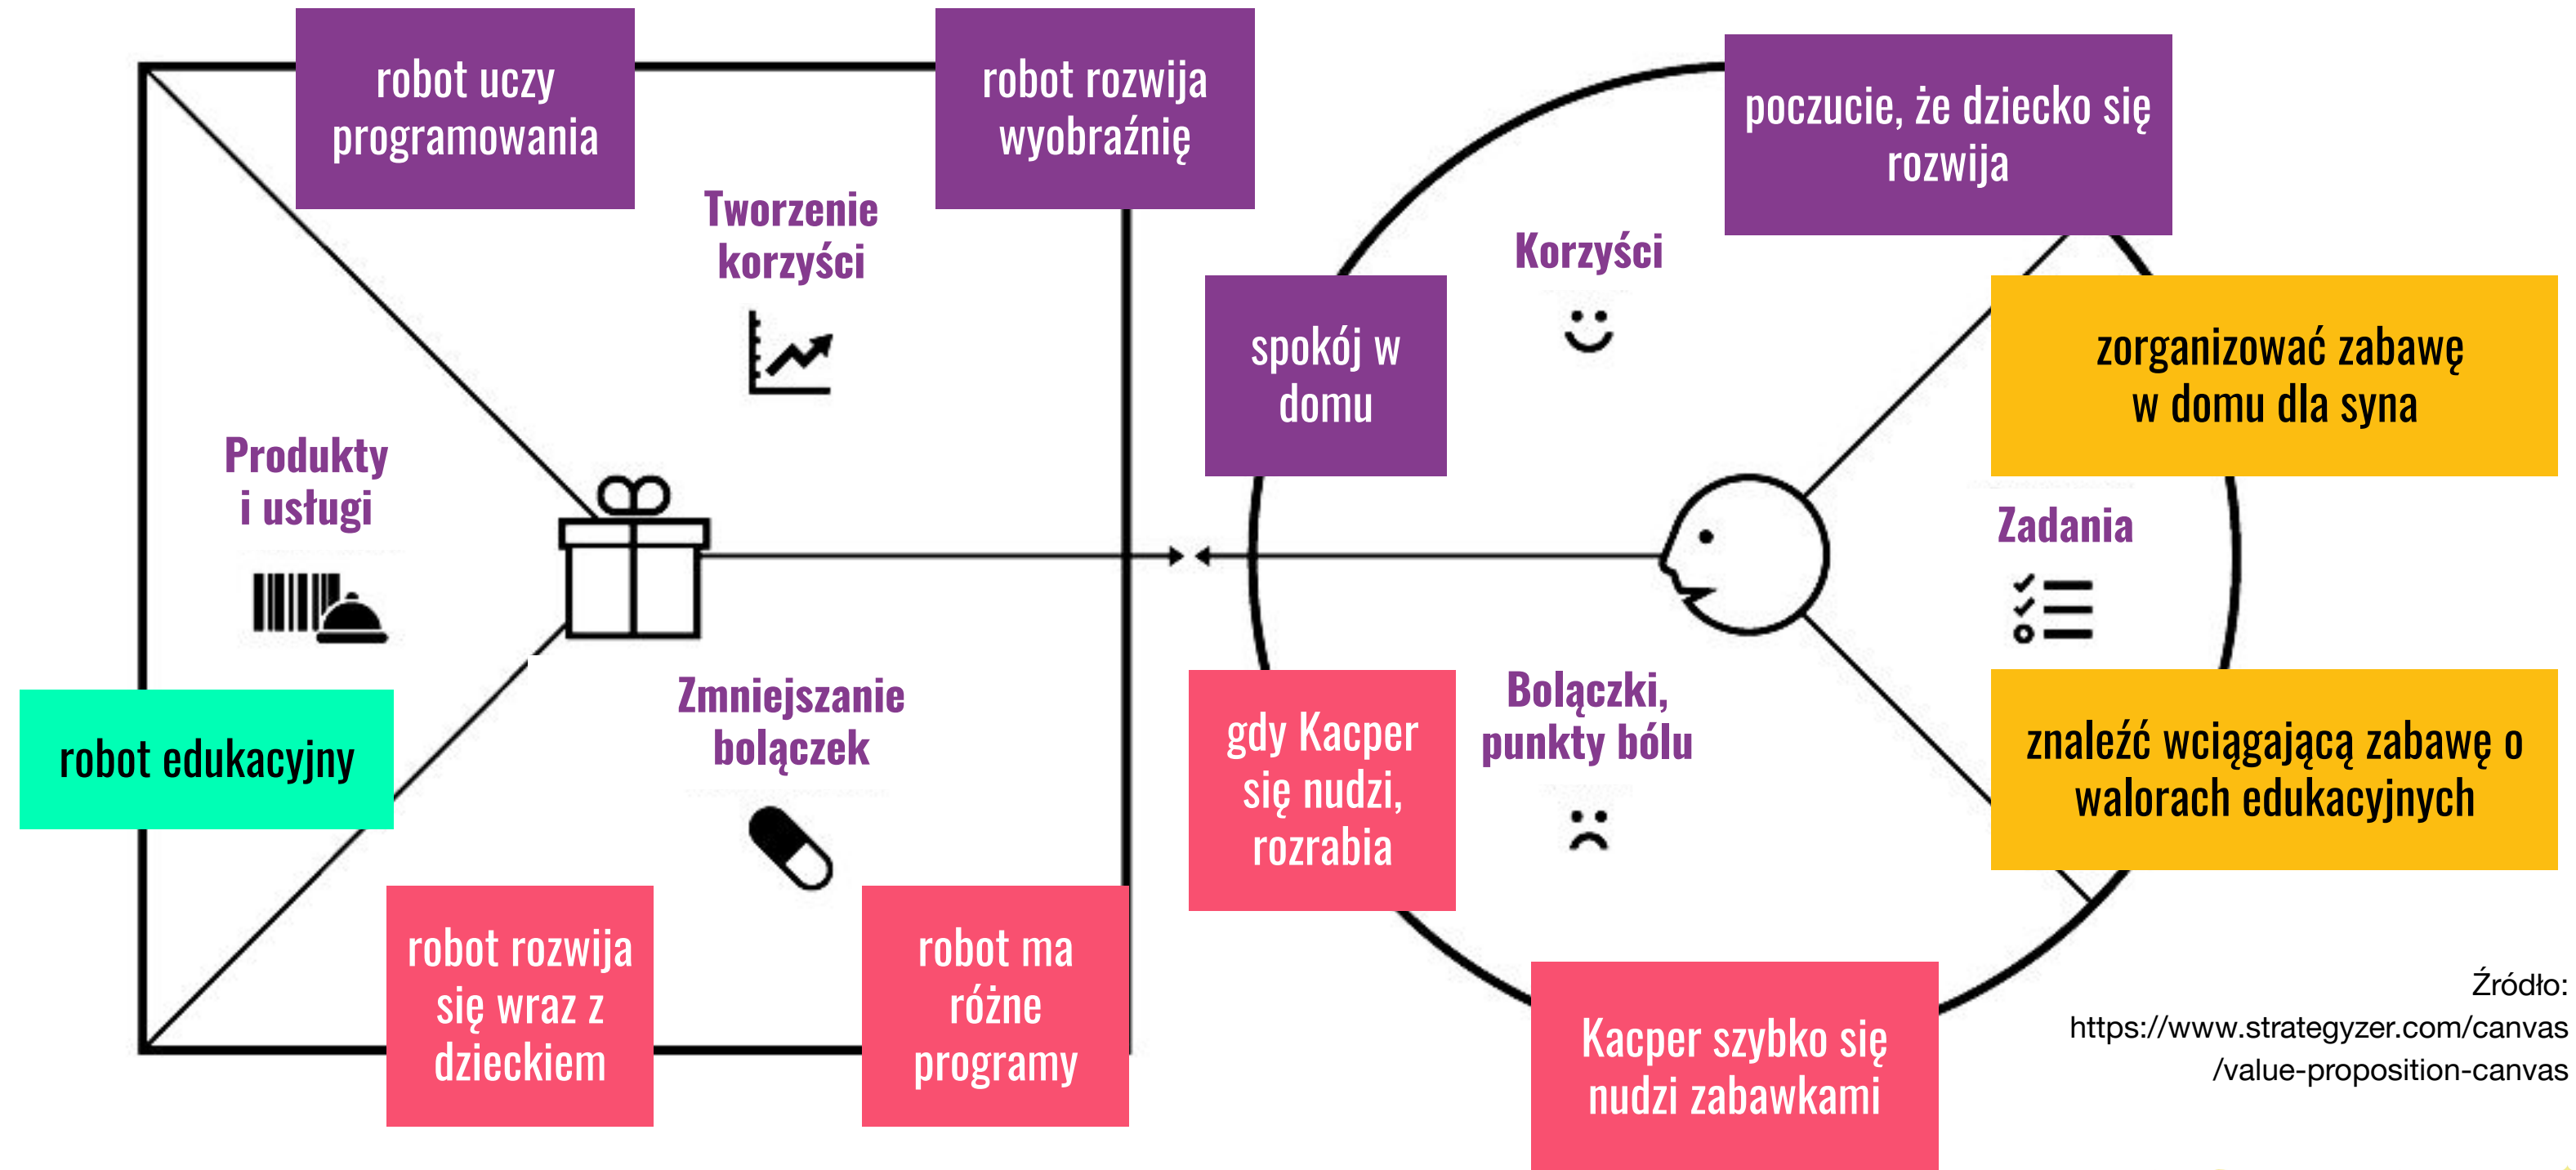 robot uczy
programowania
robot rozwija
wyobraźnię
Tworzenie
korzyści
Produkty
i usługi
robot edukacyjny
Zmniejszanie
bolączek
robot rozwija
się wraz z
dzieckiem
robot ma
różne
programy
poczucie, że dziecko się
rozwija
Korzyści
spokój w
domu
zorganizować zabawę
w domu dla syna
Zadania
znaleźć wciągającą zabawę o
walorach edukacyjnych
Bolączki,
punkty bólu
gdy Kacper
się nudzi,
rozrabia
Kacper szybko się
nudzi zabawkami
Źródło:
https://www.strategyzer.com/canvas
/value-proposition-canvas